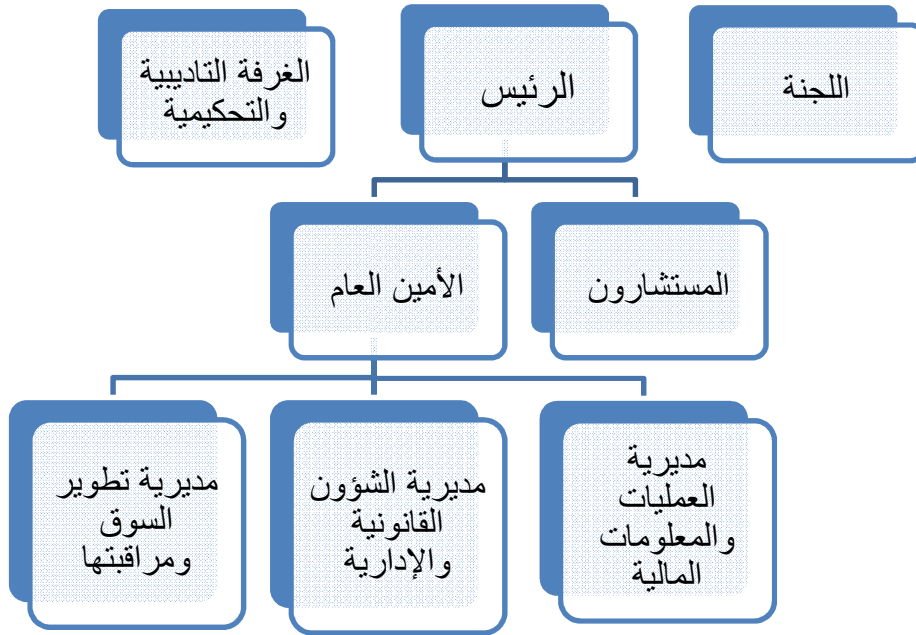 اللجنة
الرئيس
الغرفة التاديبية
والتحكيمية
المستشارون
الأمين العام
مديرية
العمليات
والمعلومات
المالية
مديرية الشؤون
القانونية
والإدارية
مديرية تطوير
السوق
ومراقبتها